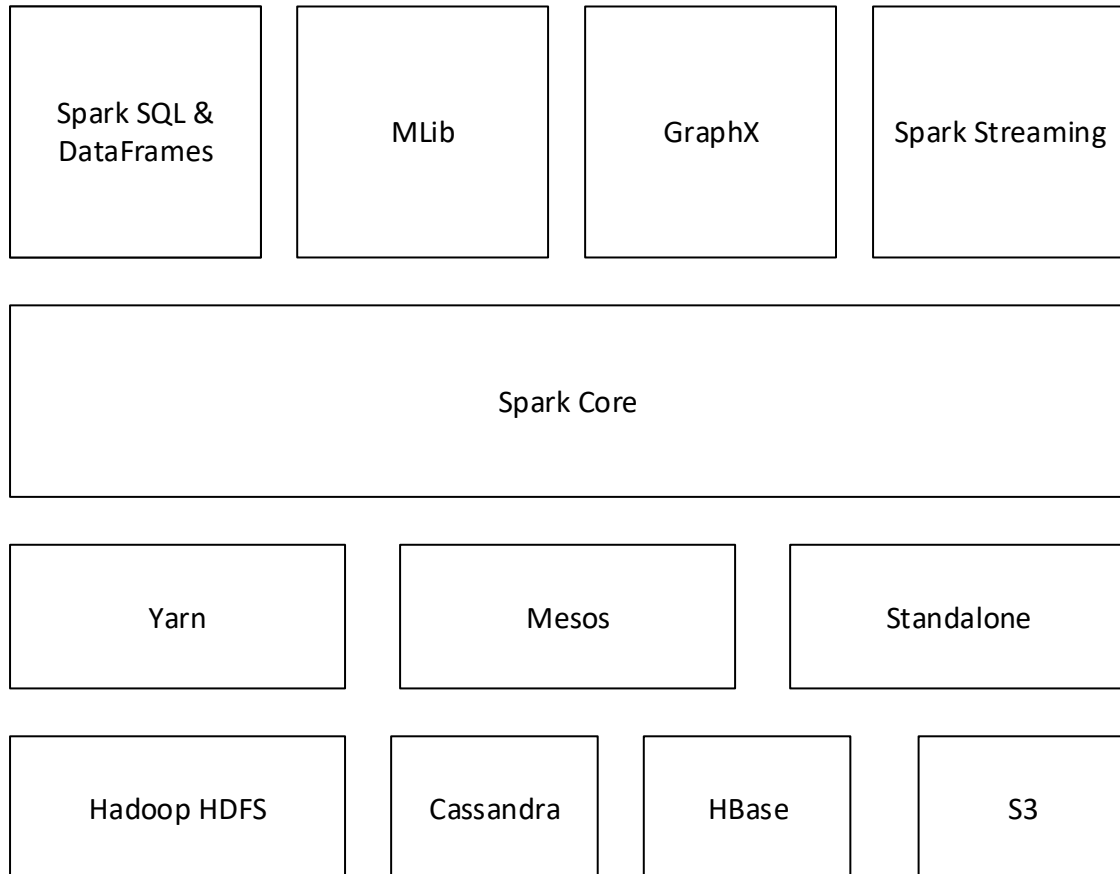 Spark SQL &
DataFrames
MLib
GraphX
Spark Streaming
Spark Core
Yarn
Mesos
Standalone
Hadoop HDFS
Cassandra
HBase
S3